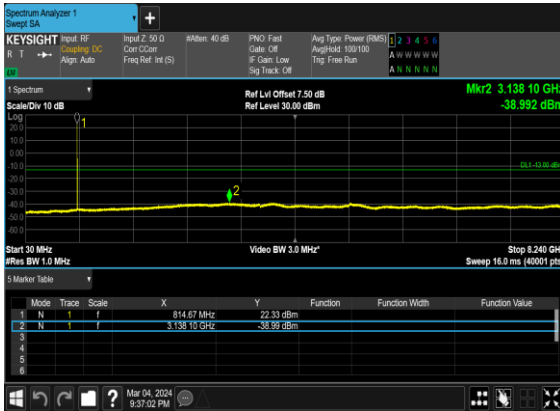 Spectrum Analyzer 1
Swept SA
+
KEYSIGHT
R T
Input: RF
Coupling: DC
Align: Auto
Input Z: 50 Ω
Corr CCorr
Freq Ref: Int (S)
#Atten: 40 dB
PNO: Fast
Gate: Off
IF Gain: Low
Sig Track: Off
Avg Type: Power (RMS)
Avg|Hold: 100/100
Trig: Free Run
1 2 3 4 5 6
A W W W W W
A N N N N N
1 Spectrum
Scale/Div 10 dB
Ref Lvl Offset 7.50 dB
Ref Level 30.00 dBm
Mkr2 3.138 10 GHz
-38.992 dBm
Log
20.0
10.0
0.00
-10.0
-20.0
-30.0
-40.0
-50.0
-60.0
1
2
DL1 -13.00 dBm
Start 30 MHz
#Res BW 1.0 MHz
Video BW 3.0 MHz*
Stop 8.240 GH
Sweep 16.0 ms (40001 pts
5 Marker Table
Mode Trace Scale X Y Function Function Width Function Value
1 N 1 f 814.67 MHz 22.33 dBm
2 N 1 f 3.138 10 GHz -38.99 dBm
3
4
5
6
?
Mar 04, 2024
9:37:02 PM